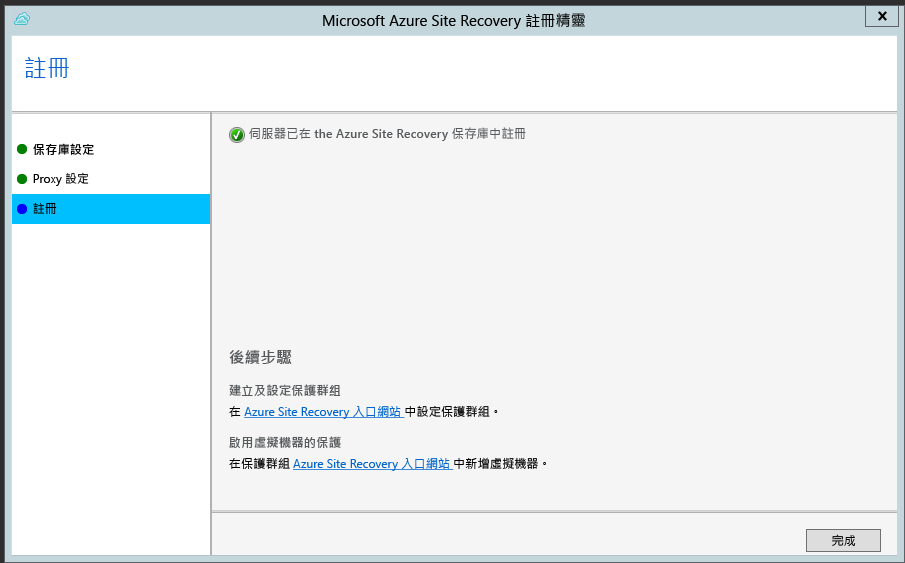 Microsoft Azure Site Recovery 註冊精靈
註冊
保存庫設定
Proxy 設定
註冊
伺服器已在 the Azure Site Recovery 保存庫中註冊
後續步驟
建立及設定保護群組
在 Azure Site Recovery 入口網站 中設定保護群組。
啟用虛擬機器的保護
在保護群組 Azure Site Recovery 入口網站 中新增虛擬機器。
完成